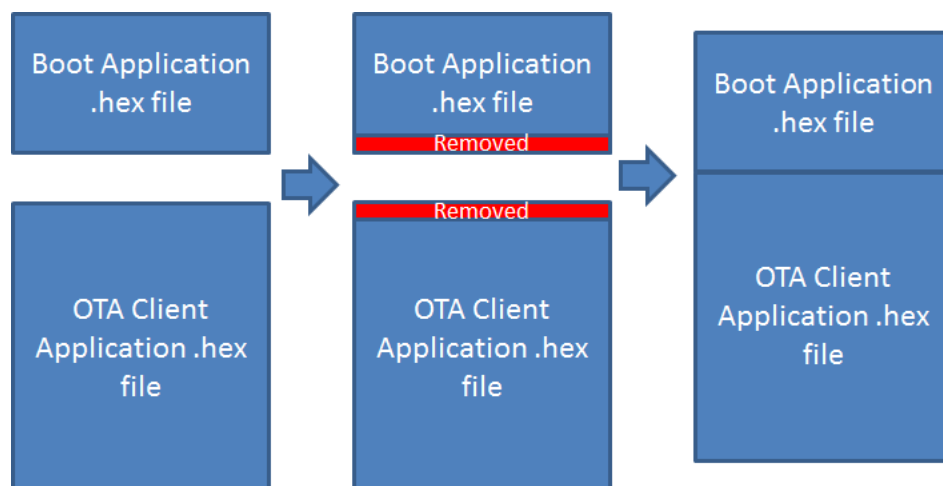 Boot Application
.hex file
OTA Client
Application .hex
file
Boot Application
.hex file
Removed
Removed
OTA Client
Application .hex
file
Boot Application
.hex file
OTA Client
Application .hex
file